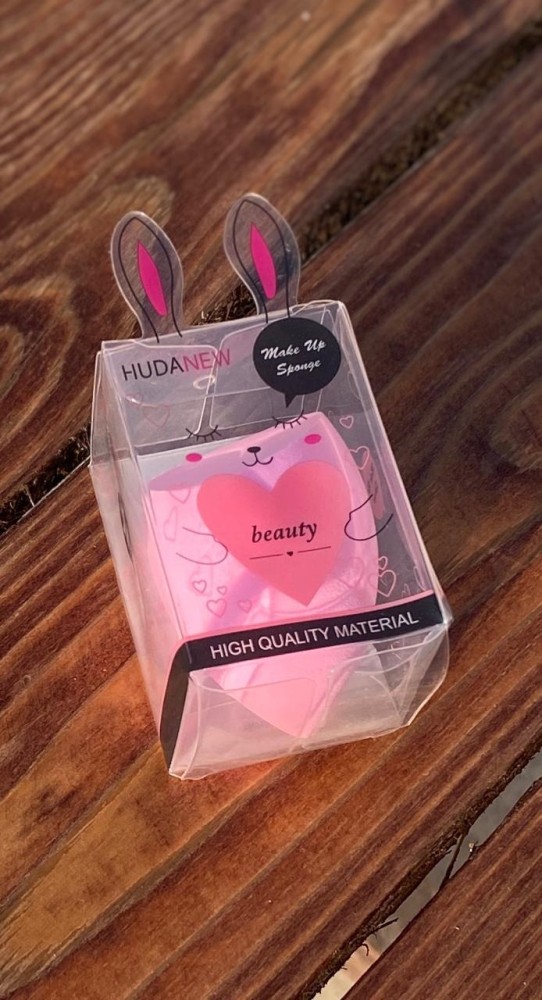 HUDANEW
Make Up
Sponge
beauty
HIGH QUALITY MATERIAL